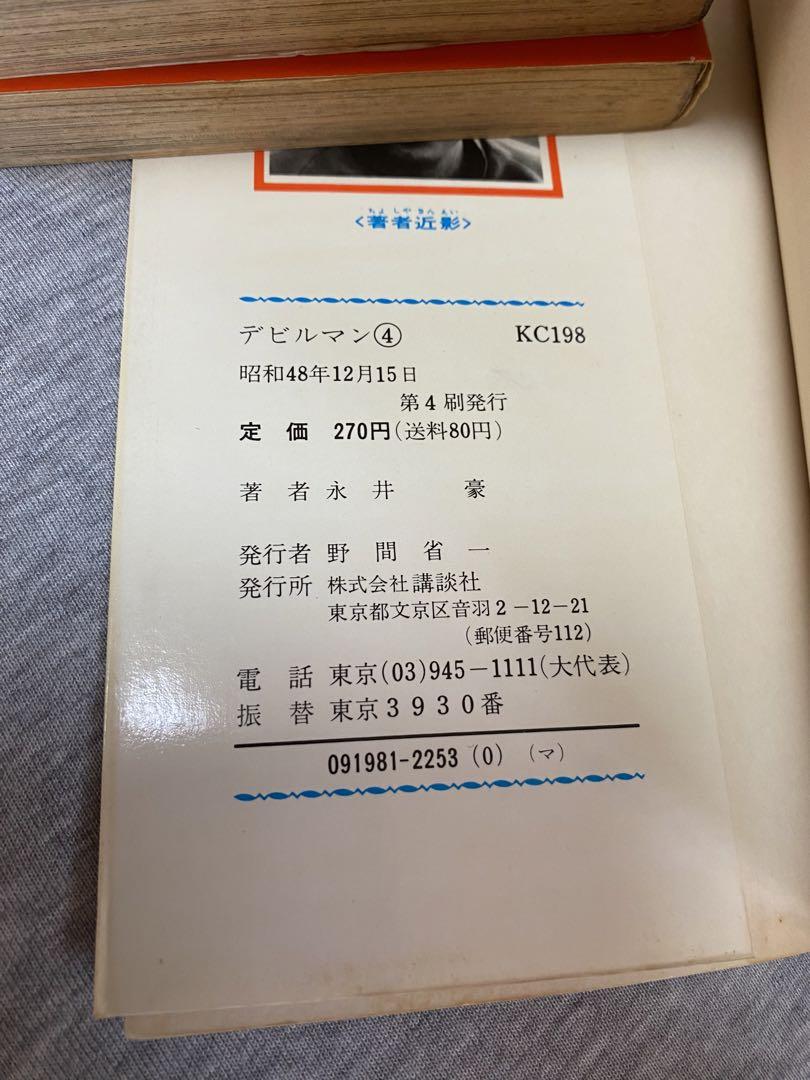 ちょ しゃ きん えい
<著者近影>
デビルマン④ KC198
昭和48年12月15日
第4刷発行
定 価 270円(送料80円)
著 者 永 井 豪
発行者 野 間 省 一
発行所 株式会社 講談社
東京都文京区音羽2-12-21
(郵便番号112)
電 話 東京(03)945-1111(大代表)
振 替 東京3930番
091981-2253 (0) (マ)